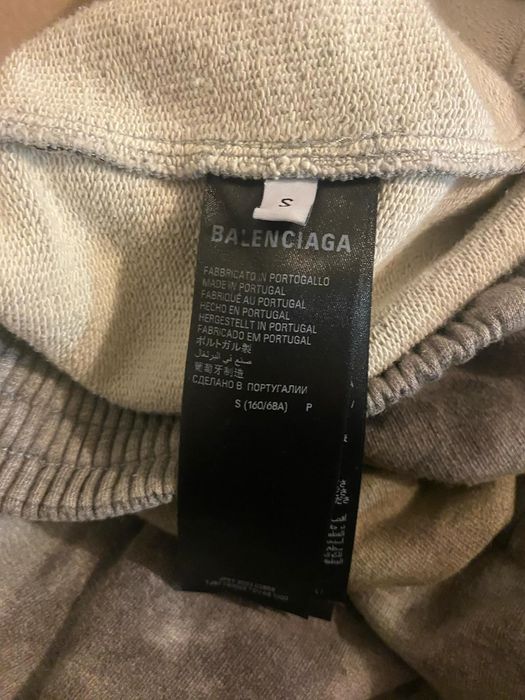 S
BALENCIAGA
FABBRICATO IN PORTOGALLO
MADE IN PORTUGAL
FABRIQUÉ AU PORTUGAL
HECHO EN PORTUGAL
HERGESTELLT IN PORTUGAL
FABRICADO EM PORTUGAL
ポルトガル製
صنع في البرتغال
葡萄牙制造
СДЕЛАНО В ПОРТУГАЛИИ
S (160/68A) P